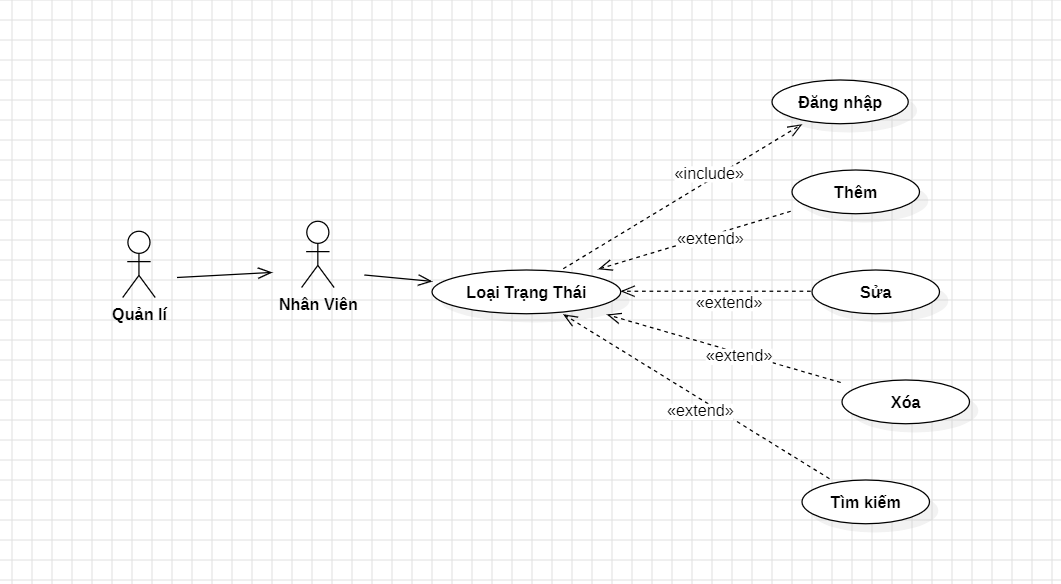 Đăng nhập
«include»
Thêm
«extend»
Quản lí
Nhân Viên
Loại Trạng Thái
«extend»
Sửa
«extend»
Xóa
«extend»
Tìm kiếm